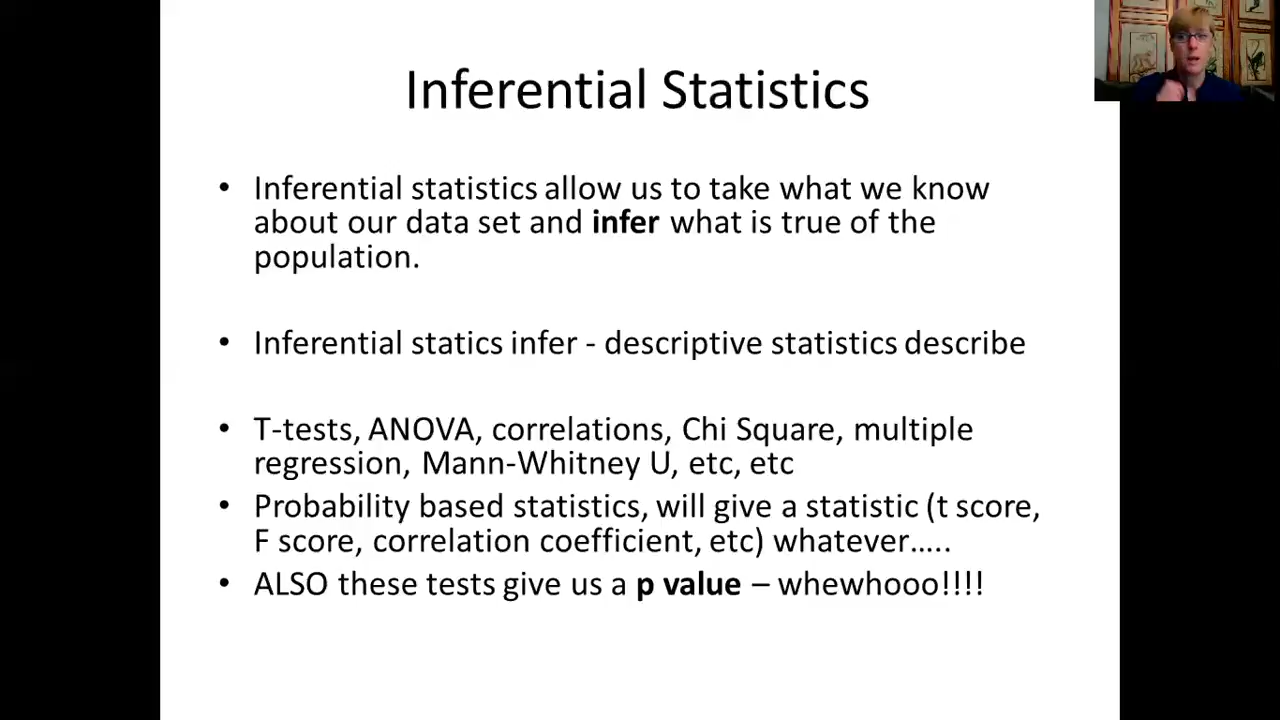 Inferential Statistics
• Inferential statistics allow us to take what we know
about our data set and infer what is true of the
population.
• Inferential statics infer - descriptive statistics describe
• T-tests, ANOVA, correlations, Chi Square, multiple
regression, Mann-Whitney U, etc, etc
• Probability based statistics, will give a statistic (t score,
F score, correlation coefficient, etc) whatever…..
• ALSO these tests give us a p value – whewhooo!!!!